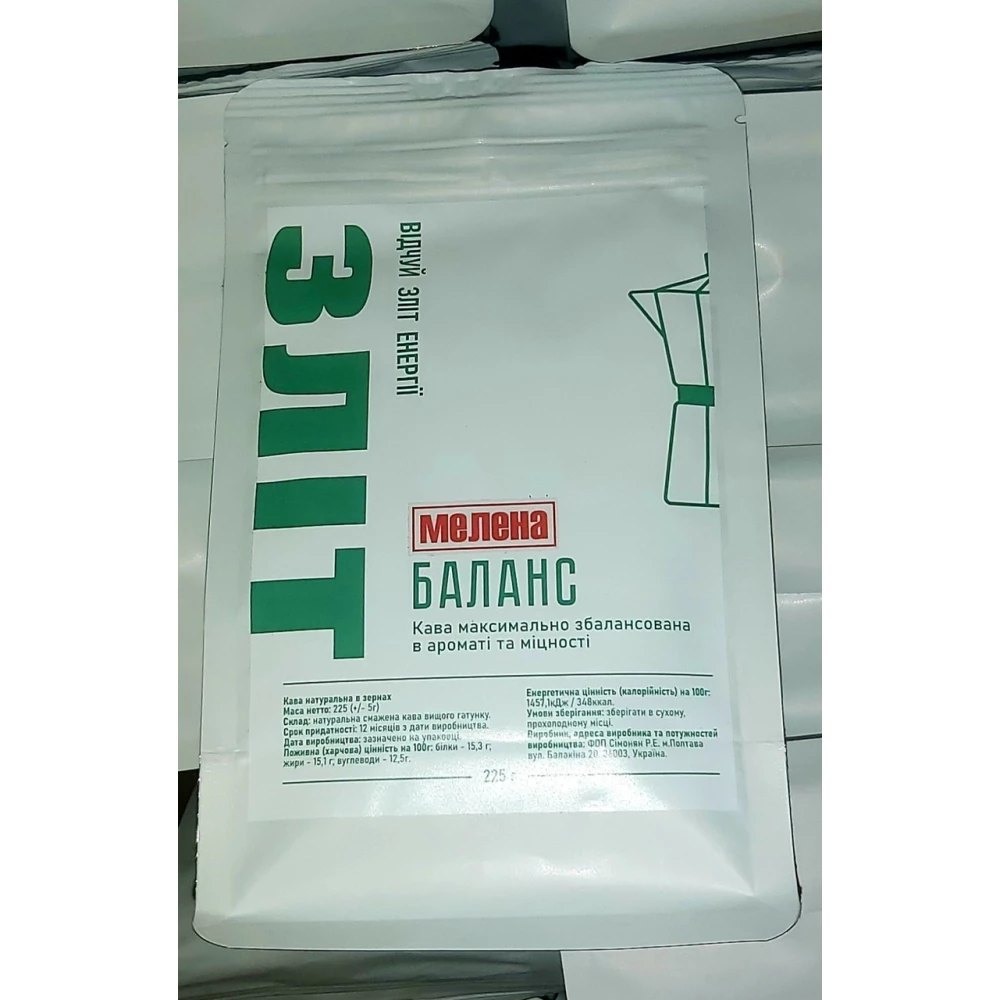 ЗЛІТ
ВІДЧУЙ ЗЛІТ ЕНЕРГІЇ
мелена
БАЛАНС
Кава максимально збалансована
в ароматі та міцності
Кава натуральна в зернах
Маса нетто: 225 (+/- 5г)
Склад: натуральна смажена кава вищого гатунку.
Срок придатності: 12 місяців з дати виробництва.
Дата виробництва: зазначено на упаковці.
Поживна (харчова) цінність на 100г: білки - 15,3 г;
жири - 15,1 г; вуглеводи - 12,5г.
Енергетична цінність (калорійність) на 100г:
1457,1кДж / 348ккал.
Умови зберігання: зберігати в сухому,
прохолодному місці.
Виробник, адреса виробника та потужностей
виробництва: ФОП Сімонян Р.Е. м.Полтава
вул. Балакіна 20, Україна.
225